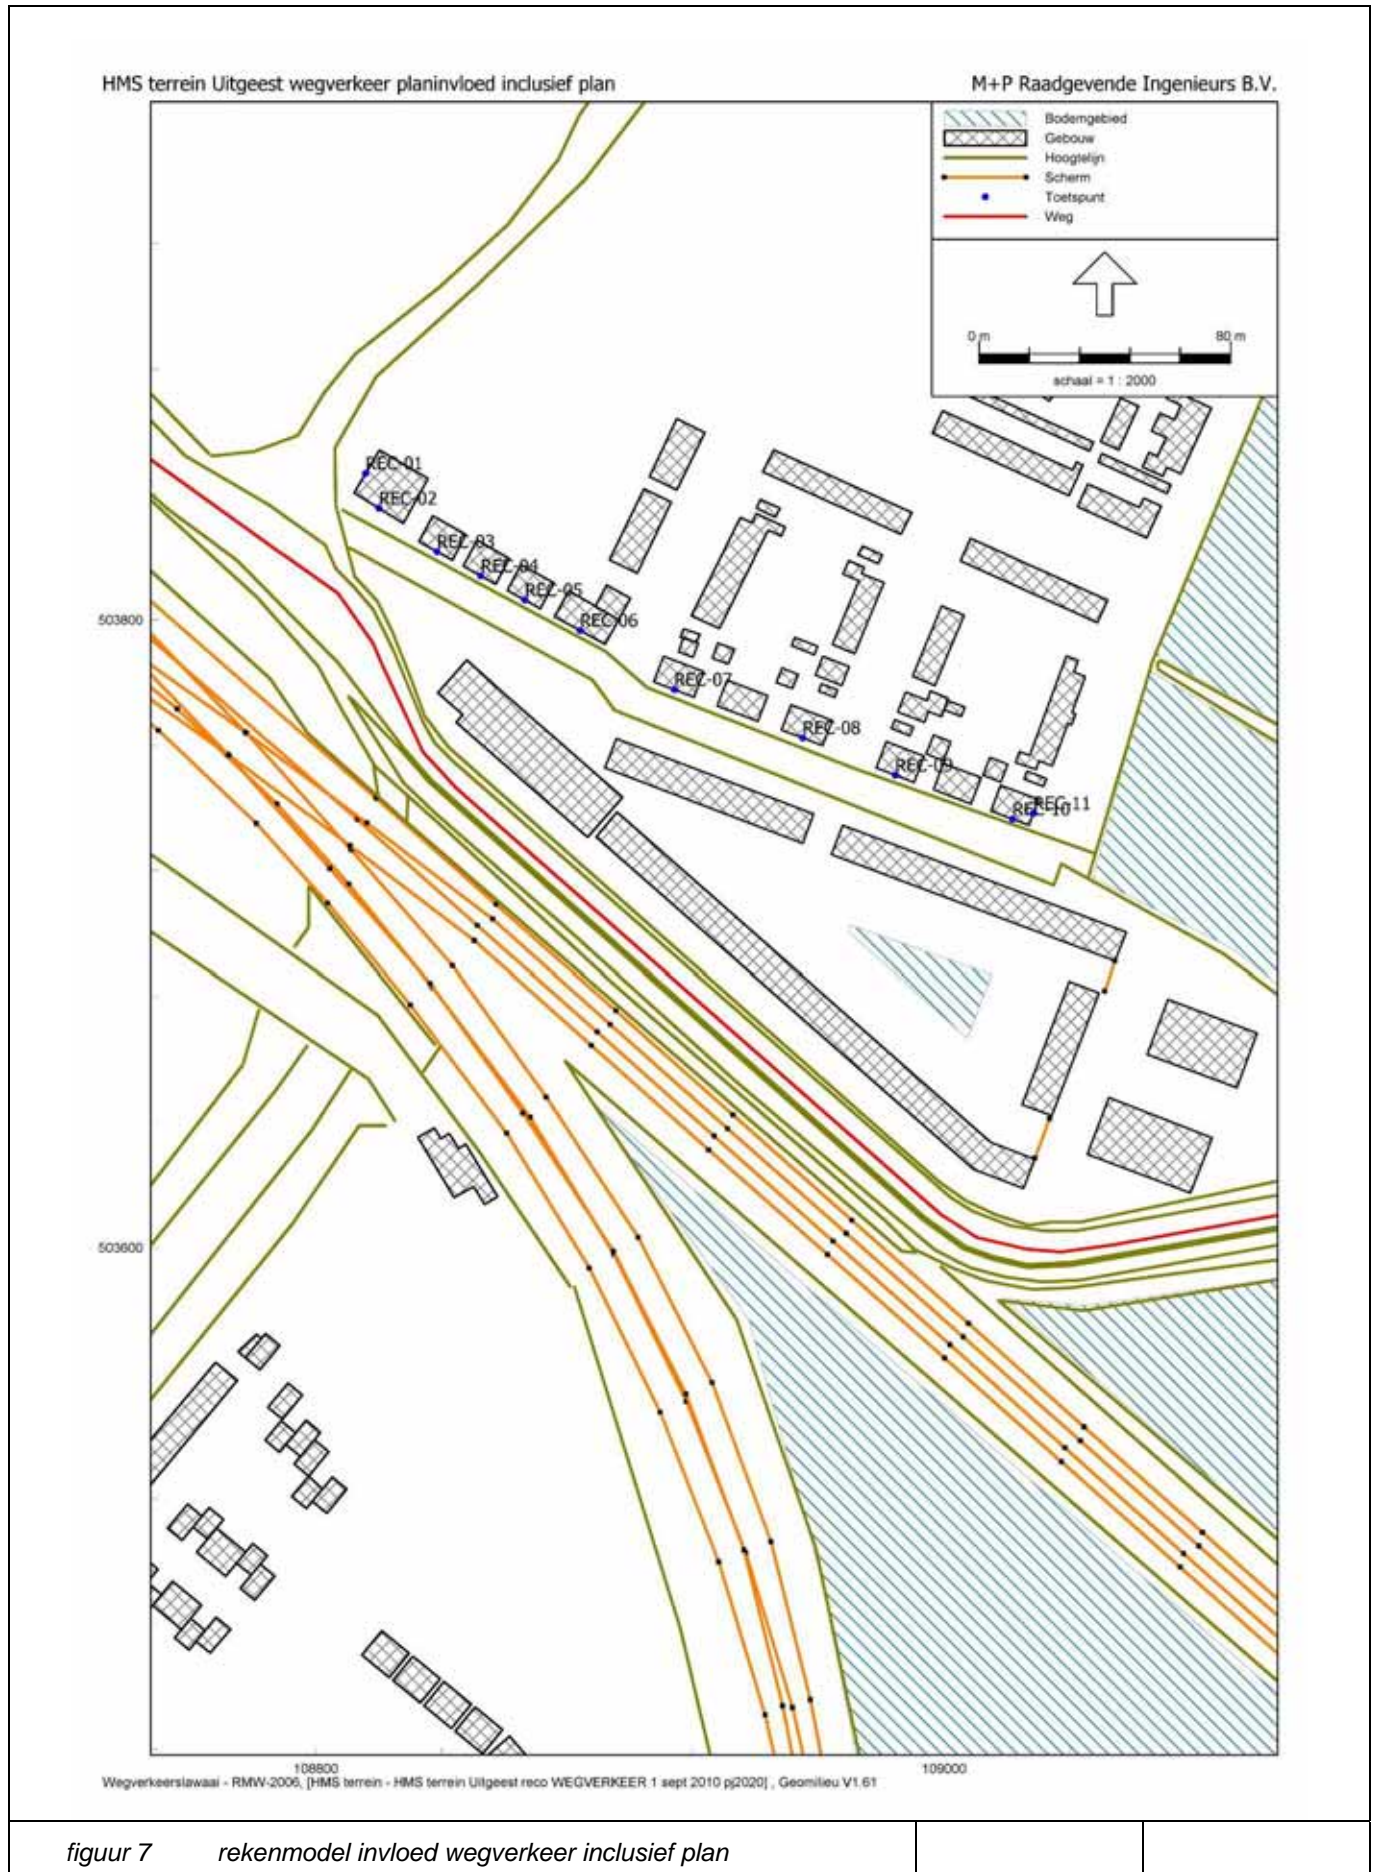 HMS terrein Uitgeest wegverkeer planinvloed inclusief plan
M+P Raadgevende Ingenieurs B.V.
Bodemgebied
Gebouw
Hoogtelijn
Scherm
Toetspunt
Weg
0 m 80 m
schaal = 1 : 2000
REC-01
REC-02
REC-03
REC-04
REC-05
REC-06
REC-07
REC-08
REC-09
REC-11
REC-10
503800
503600
108800 109000
Wegverkeerslawaai - RMW-2006, [HMS terrein - HMS terrein Uitgeest reco WEGVERKEER 1 sept 2010 pj2020] , Geomilieu V1.61
figuur 7 rekenmodel invloed wegverkeer inclusief plan